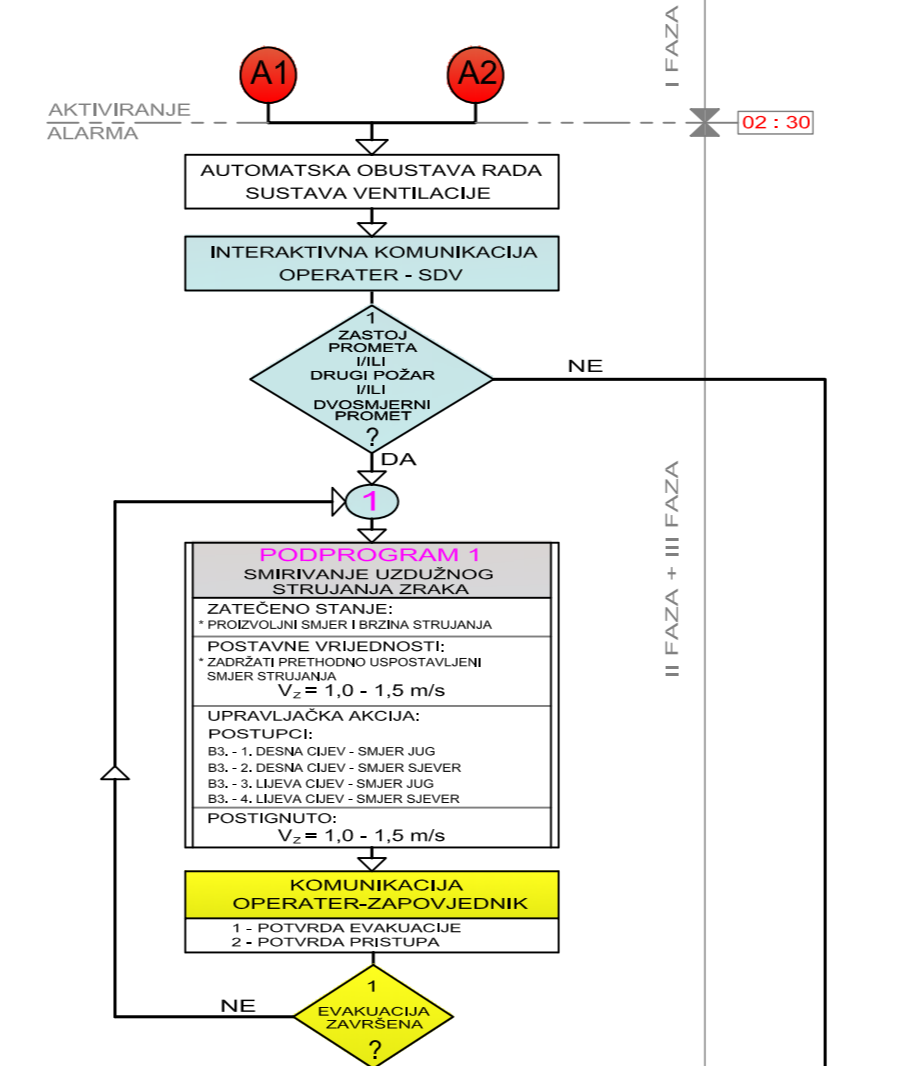 I FAZA
A1
A2
AKTIVIRANJE
ALARMA
02 : 30
AUTOMATSKA OBUSTAVA RADA
SUSTAVA VENTILACIJE
INTERAKTIVNA KOMUNIKACIJA
OPERATER - SDV
1
ZASTOJ
PROMETA
I/ILI
DRUGI POŽAR
I/ILI
DVOSMJERNI
PROMET
?
NE
DA
1
II FAZA + III FAZA
PODPROGRAM 1
SMIRIVANJE UZDUŽNOG
STRUJANJA ZRAKA
ZATEČENO STANJE:
* PROIZVOLJNI SMJER I BRZINA STRUJANJA
POSTAVNE VRIJEDNOSTI:
* ZADRŽATI PRETHODNO USPOSTAVLJENI
SMJER STRUJANJA
Vz = 1,0 - 1,5 m/s
UPRAVLJAČKA AKCIJA:
POSTUPCI:
B3. - 1. DESNA CIJEV - SMJER JUG
B3. - 2. DESNA CIJEV - SMJER SJEVER
B3. - 3. LIJEVA CIJEV - SMJER JUG
B3. - 4. LIJEVA CIJEV - SMJER SJEVER
POSTIGNUTO:
Vz = 1,0 - 1,5 m/s
KOMUNIKACIJA
OPERATER-ZAPOVJEDNIK
1 - POTVRDA EVAKUACIJE
2 - POTVRDA PRISTUPA
NE
1
EVAKUACIJA
ZAVRŠENA
?